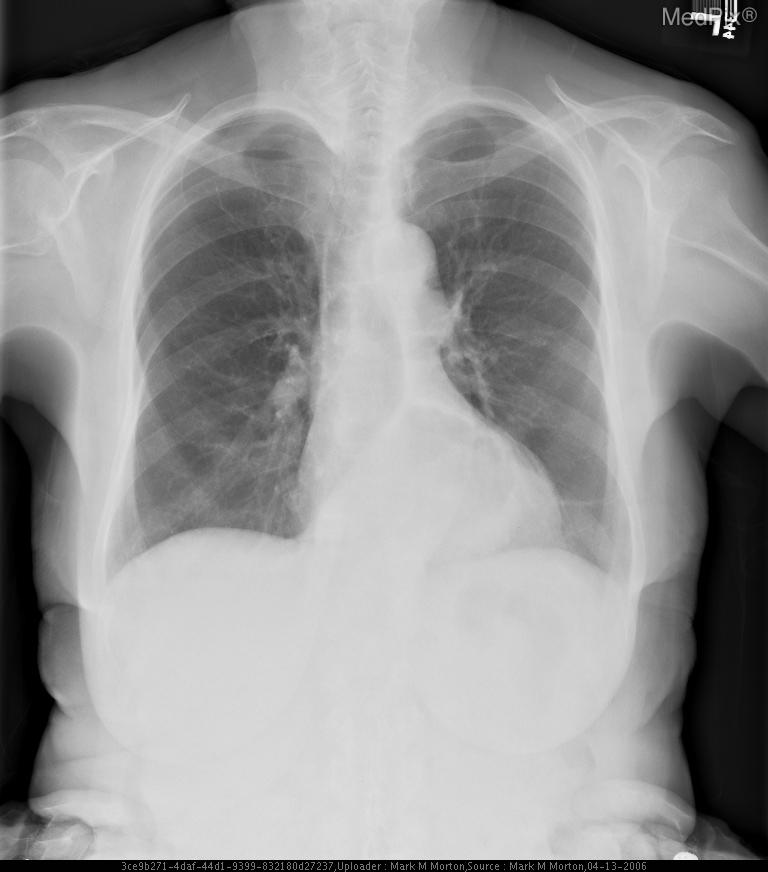 MedPix®
L
3ce9b271-4daf-44d1-9399-832180d27237,Uploader : Mark M Morton,Source : Mark M Morton,04-13-2006